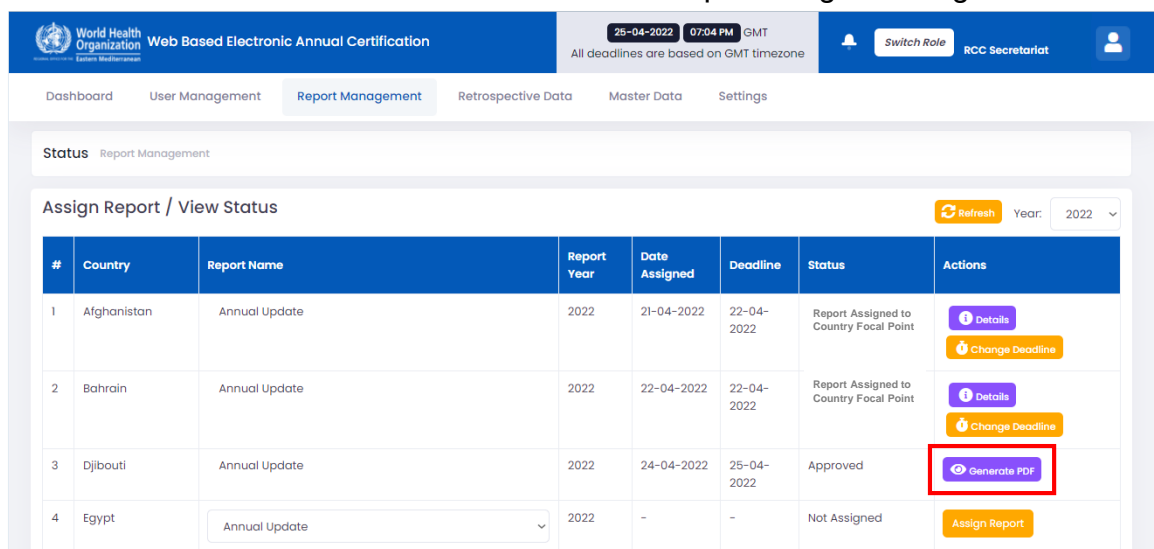 World Health
Organization
Eastern Mediterranean
Web Based Electronic Annual Certification
25-04-2022 07:04 PM GMT
All deadlines are based on GMT timezone
Switch Role
RCC Secretariat
Dashboard User Management Report Management Retrospective Data Master Data Settings
Status Report Management
Assign Report / View Status
Refresh Year: 2022
# Country Report Name Report Year Date Assigned Deadline Status Actions
1 Afghanistan Annual Update 2022 21-04-2022 22-04-2022 Report Assigned to Country Focal Point Details
Change Deadline
2 Bahrain Annual Update 2022 22-04-2022 22-04-2022 Report Assigned to Country Focal Point Details
Change Deadline
3 Djibouti Annual Update 2022 24-04-2022 25-04-2022 Approved Generate PDF
4 Egypt Annual Update 2022 - - Not Assigned Assign Report